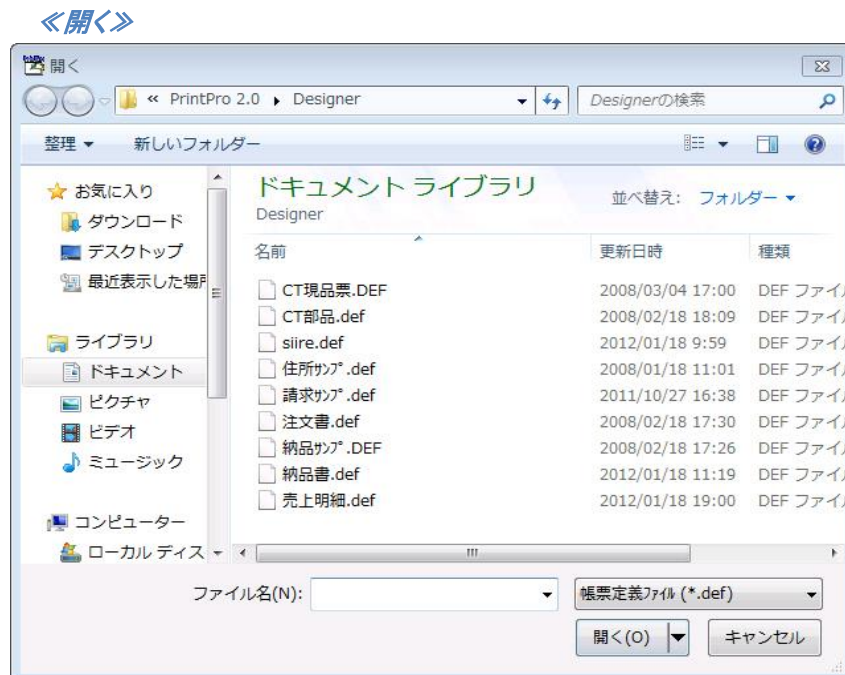 ≪開く≫
開く
« PrintPro 2.0 ▸ Designer
Designerの検索
整理 ▼ 新しいフォルダー
お気に入り
ダウンロード
デスクトップ
最近表示した場所
ライブラリ
ドキュメント
ピクチャ
ビデオ
ミュージック
コンピューター
ローカル ディス
ドキュメント ライブラリ
Designer
並べ替え: フォルダー ▼
名前 更新日時 種類
CT現品票.DEF 2008/03/04 17:00 DEF ファイル
CT部品.def 2008/02/18 18:09 DEF ファイル
siire.def 2012/01/18 9:59 DEF ファイル
住所ｻﾝﾌﾟ.def 2008/01/18 11:01 DEF ファイル
請求ｻﾝﾌﾟ.def 2011/10/27 16:38 DEF ファイル
注文書.def 2008/02/18 17:30 DEF ファイル
納品ｻﾝﾌﾟ.DEF 2008/02/18 17:26 DEF ファイル
納品書.def 2012/01/18 11:19 DEF ファイル
売上明細.def 2012/01/18 19:00 DEF ファイル
ファイル名(N):
帳票定義ﾌｧｲﾙ (*.def)
開く(O)
キャンセル